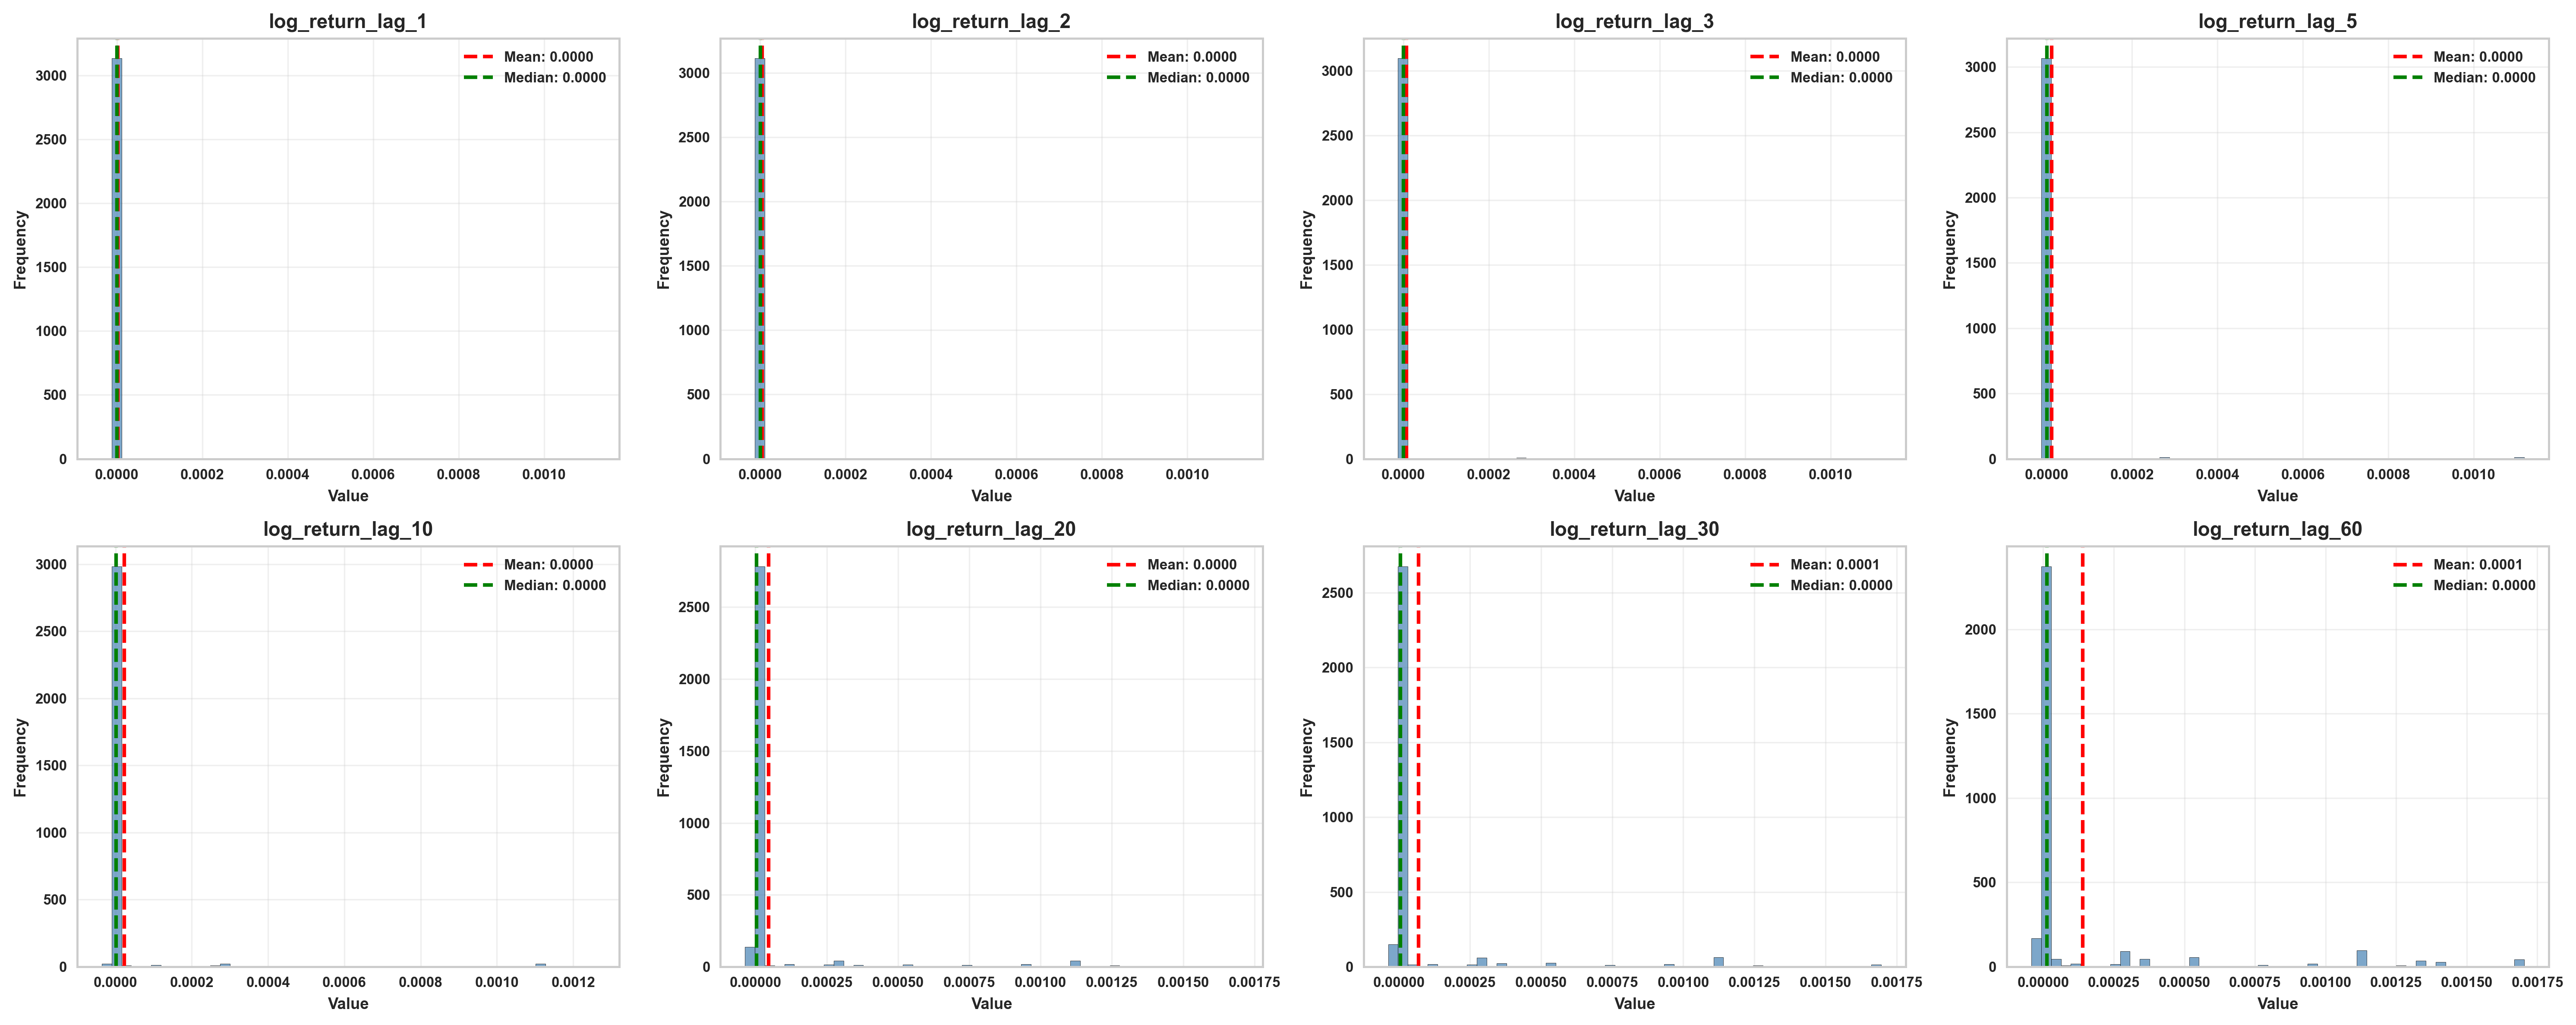 log_return_lag_1
Mean: 0.0000
Median: 0.0000
3000
2500
2000
1500
1000
500
0
Frequency
0.0000 0.0002 0.0004 0.0006 0.0008 0.0010
Value
log_return_lag_2
Mean: 0.0000
Median: 0.0000
3000
2500
2000
1500
1000
500
0
Frequency
0.0000 0.0002 0.0004 0.0006 0.0008 0.0010
Value
log_return_lag_3
Mean: 0.0000
Median: 0.0000
3000
2500
2000
1500
1000
500
0
Frequency
0.0000 0.0002 0.0004 0.0006 0.0008 0.0010
Value
log_return_lag_5
Mean: 0.0000
Median: 0.0000
3000
2500
2000
1500
1000
500
0
Frequency
0.0000 0.0002 0.0004 0.0006 0.0008 0.0010
Value
log_return_lag_10
Mean: 0.0000
Median: 0.0000
3000
2500
2000
1500
1000
500
0
Frequency
0.0000 0.0002 0.0004 0.0006 0.0008 0.0010 0.0012
Value
log_return_lag_20
Mean: 0.0000
Median: 0.0000
2500
2000
1500
1000
500
0
Frequency
0.00000 0.00025 0.00050 0.00075 0.00100 0.00125 0.00150 0.00175
Value
log_return_lag_30
Mean: 0.0001
Median: 0.0000
2500
2000
1500
1000
500
0
Frequency
0.00000 0.00025 0.00050 0.00075 0.00100 0.00125 0.00150 0.00175
Value
log_return_lag_60
Mean: 0.0001
Median: 0.0000
2000
1500
1000
500
0
Frequency
0.00000 0.00025 0.00050 0.00075 0.00100 0.00125 0.00150 0.00175
Value